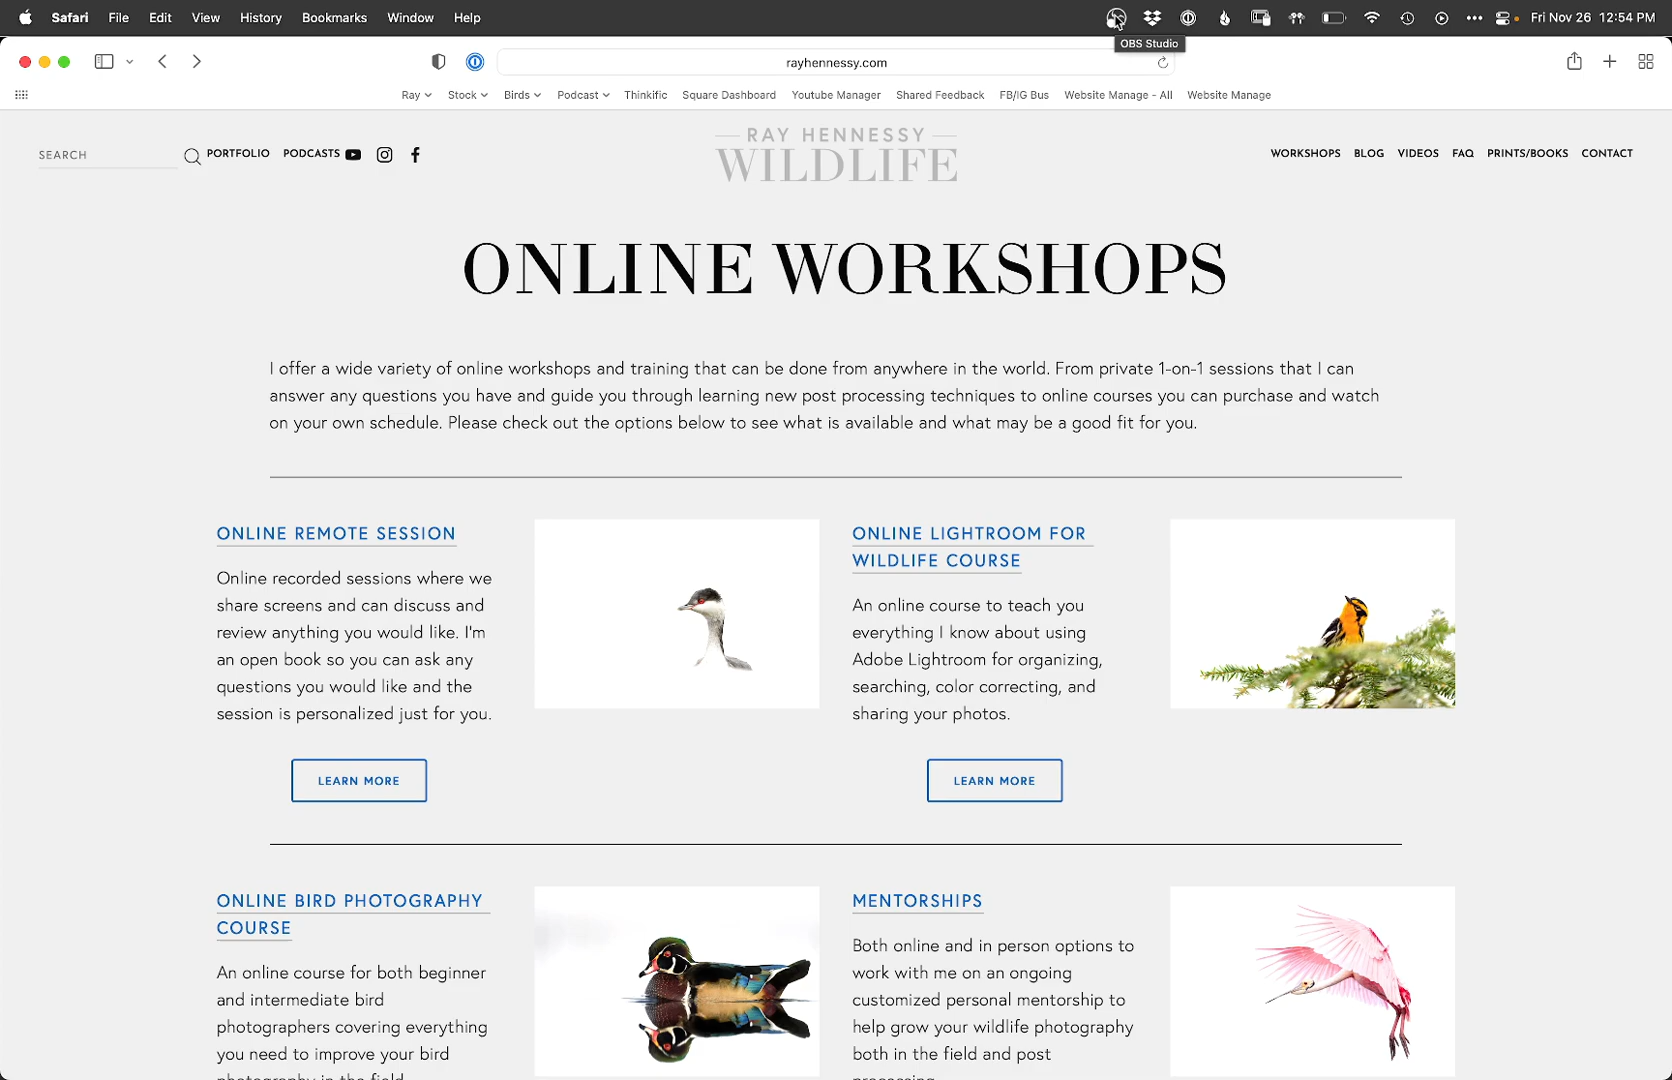 Safari File Edit View History Bookmarks Window Help Fri Nov 26 12:54 PM
OBS Studio
rayhennessy.com
Ray Stock Birds Podcast Thinkific Square Dashboard Youtube Manager Shared Feedback FB/IG Bus Website Manage - All Website Manage
SEARCH PORTFOLIO PODCASTS
RAY HENNESSY
WILDLIFE
WORKSHOPS BLOG VIDEOS FAQ PRINTS/BOOKS CONTACT
ONLINE WORKSHOPS
I offer a wide variety of online workshops and training that can be done from anywhere in the world. From private 1-on-1 sessions that I can
answer any questions you have and guide you through learning new post processing techniques to online courses you can purchase and watch
on your own schedule. Please check out the options below to see what is available and what may be a good fit for you.
ONLINE REMOTE SESSION
Online recorded sessions where we
share screens and can discuss and
review anything you would like. I'm
an open book so you can ask any
questions you would like and the
session is personalized just for you.
LEARN MORE
ONLINE LIGHTROOM FOR
WILDLIFE COURSE
An online course to teach you
everything I know about using
Adobe Lightroom for organizing,
searching, color correcting, and
sharing your photos.
LEARN MORE
ONLINE BIRD PHOTOGRAPHY
COURSE
An online course for both beginner
and intermediate bird
photographers covering everything
you need to improve your bird
photography in the field
MENTORSHIPS
Both online and in person options to
work with me on an ongoing
customized personal mentorship to
help grow your wildlife photography
both in the field and post
processing.